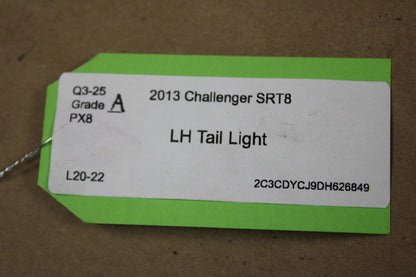 Q3-25
Grade A
PX8
2013 Challenger SRT8
LH Tail Light
L20-22
2C3CDYCJ9DH626849